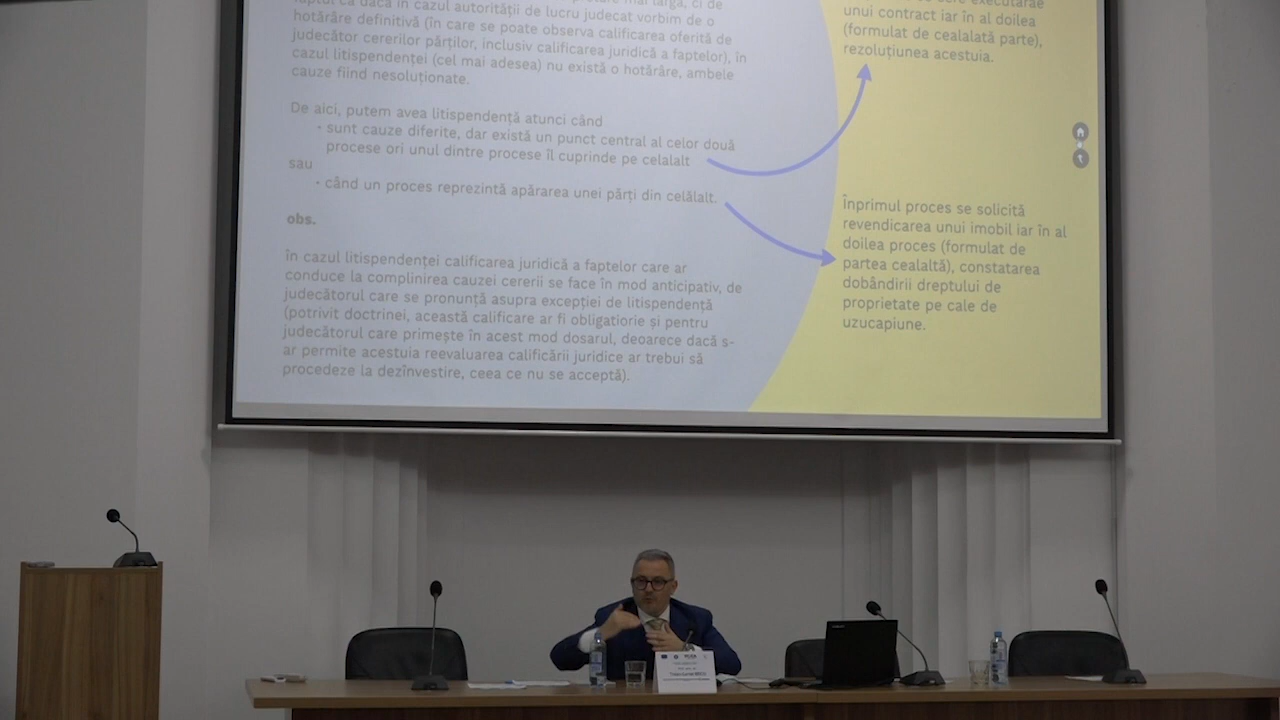 faptul că dacă în cazul autorității de lucru judecat vorbim de o
hotărâre definitivă (în care se poate observa calificarea oferită de
judecător cererilor părților, inclusiv calificarea juridică a faptelor), în
cazul litispendenței (cel mai adesea) nu există o hotărâre, ambele
cauze fiind nesoluționate.
De aici, putem avea litispendență atunci când
· sunt cauze diferite, dar există un punct central al celor două
procese ori unul dintre procese îl cuprinde pe celalalt
sau
· când un proces reprezintă apărarea unei părți din celălalt.
obs.
în cazul litispendenței calificarea juridică a faptelor care ar
conduce la complinirea cauzei cererii se face în mod anticipativ, de
judecătorul care se pronunță asupra excepției de litispendență
(potrivit doctrinei, această calificare ar fi obligatiorie și pentru
judecătorul care primește în acest mod dosarul, deoarece dacă s-
ar permite acestuia reevaluarea calificării juridice ar trebui să
procedeze la dezînvestire, ceea ce nu se acceptă).
unui contract iar în al doilea
(formulat de cealalată parte),
rezoluțiunea acestuia.
Înprimul proces se solicită
revendicarea unui imobil iar în al
doilea proces (formulat de
partea cealaltă), constatarea
dobândirii dreptului de
proprietate pe cale de
uzucapiune.